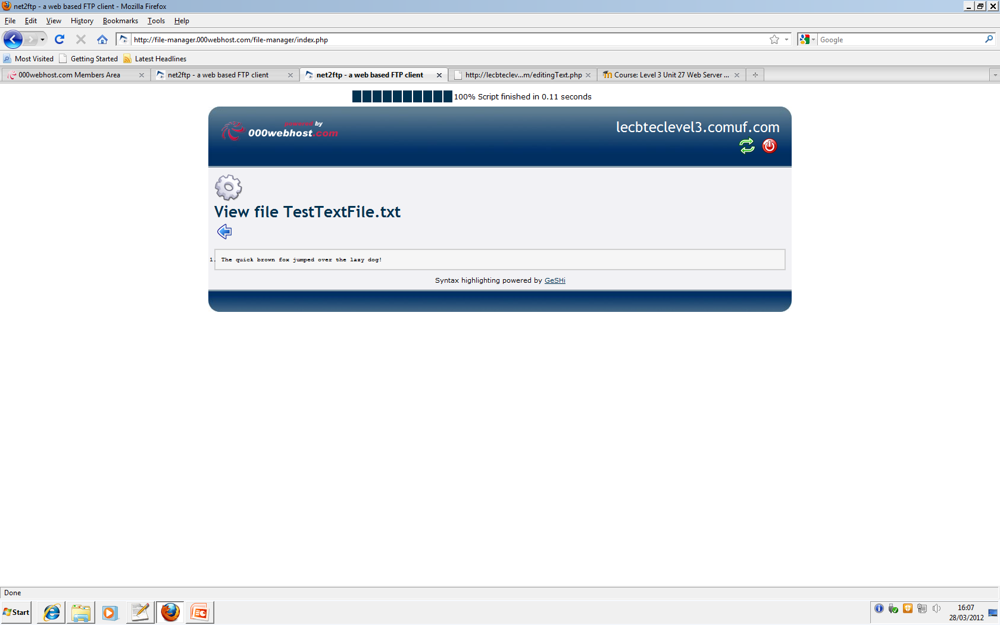 net2ftp - a web based FTP client - Mozilla Firefox
File Edit View History Bookmarks Tools Help
http://file-manager.000webhost.com/file-manager/index.php
Google
Most Visited Getting Started Latest Headlines
000webhost.com Members Area
net2ftp - a web based FTP client
net2ftp - a web based FTP client
http://lecbteclev...m/editingText.php
Course: Level 3 Unit 27 Web Server ...
100% Script finished in 0.11 seconds
powered by
000webhost.com
lecbteclevel3.comuf.com
View file TestTextFile.txt
1. The quick brown fox jumped over the lazy dog!
Syntax highlighting powered by GeSHi
Done
Start
16:07
28/03/2012